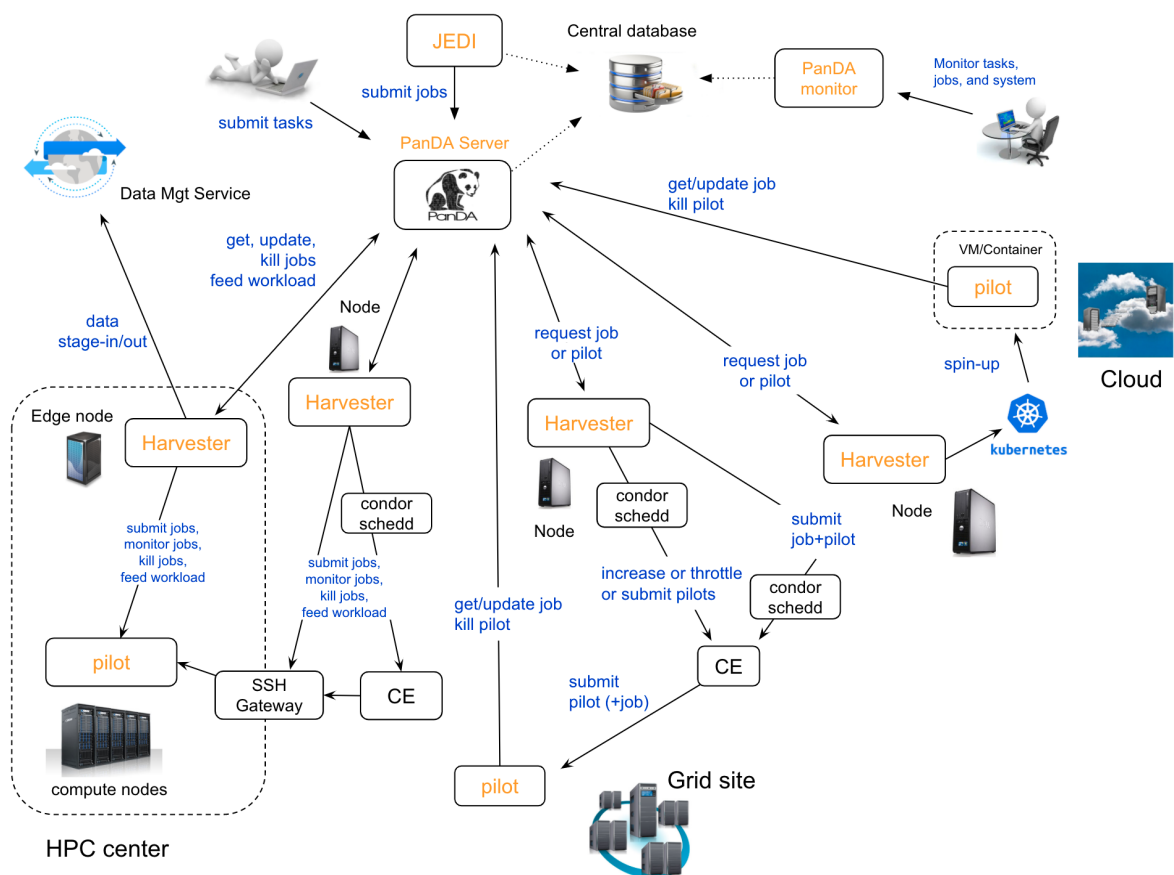 JEDI
Central database
PanDA
monitor
Monitor tasks,
jobs, and system
submit jobs
submit tasks
PanDA Server
PanDA
Data Mgt Service
get/update job
kill pilot
get, update,
kill jobs
feed workload
VM/Container
pilot
Node
data
stage-in/out
request job
or pilot
request job
or pilot
spin-up
Cloud
Edge node
Harvester
Harvester
Harvester
Harvester
kubernetes
condor
schedd
condor
schedd
Node
Node
submit
job+pilot
submit jobs,
monitor jobs,
kill jobs,
feed workload
submit jobs,
monitor jobs,
kill jobs,
feed workload
increase or throttle
or submit pilots
condor
schedd
get/update job
kill pilot
pilot
SSH
Gateway
CE
CE
submit
pilot (+job)
compute nodes
pilot
Grid site
HPC center